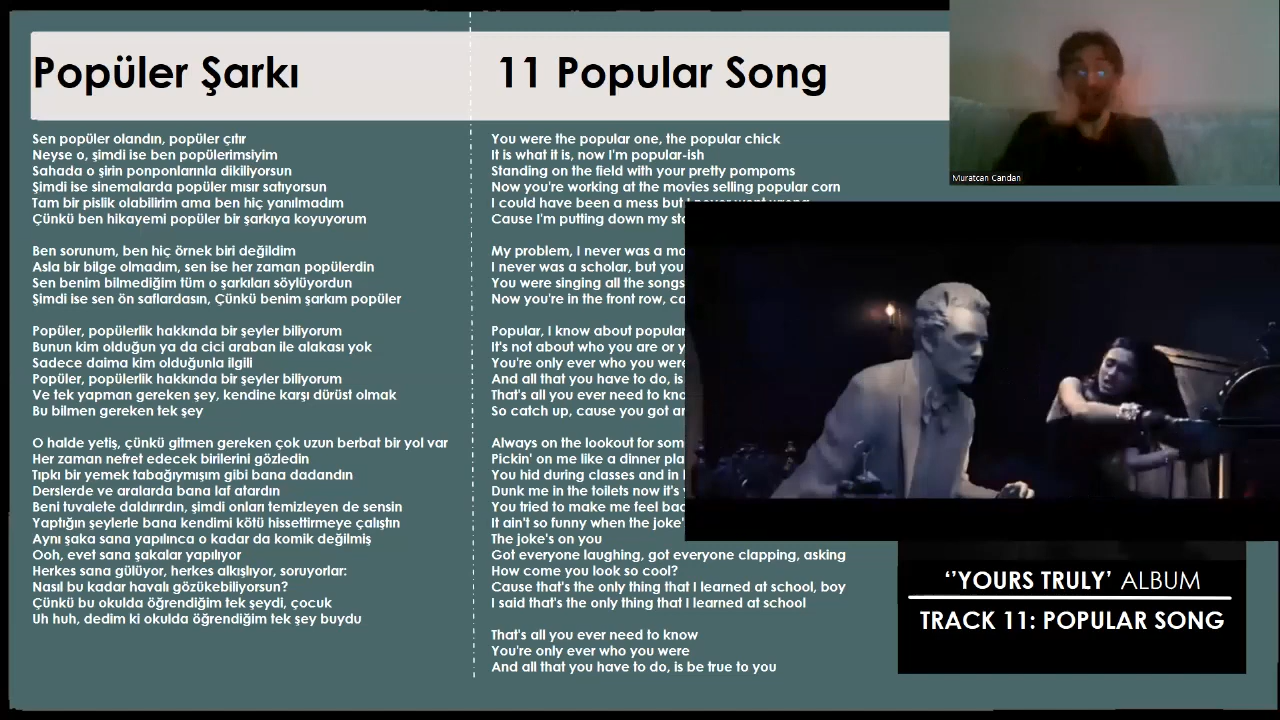 Popüler Şarkı
Sen popüler olandın, popüler çıtır
Neyse o, şimdi ise ben popülerimsiyim
Sahada o şirin ponponlarınla dikiliyorsun
Şimdi ise sinemalarda popüler mısır satıyorsun
Tam bir pislik olabilirim ama ben hiç yanılmadım
Çünkü ben hikayemi popüler bir şarkıya koyuyorum
Ben sorunum, ben hiç örnek biri değildim
Asla bir bilge olmadım, sen ise her zaman popülerdin
Sen benim bilmediğim tüm o şarkıları söylüyordun
Şimdi ise sen ön saflardasın, Çünkü benim şarkım popüler
Popüler, popülerlik hakkında bir şeyler biliyorum
Bunun kim olduğun ya da cici araban ile alakası yok
Sadece daima kim olduğunla ilgili
Popüler, popülerlik hakkında bir şeyler biliyorum
Ve tek yapman gereken şey, kendine karşı dürüst olmak
Bu bilmen gereken tek şey
O halde yetiş, çünkü gitmen gereken çok uzun berbat bir yol var
Her zaman nefret edecek birilerini gözledin
Tıpkı bir yemek tabağıymışım gibi bana dadandın
Derslerde ve aralarda bana laf atardın
Beni tuvalete daldırırdın, şimdi onları temizleyen de sensin
Yaptığın şeylerle bana kendimi kötü hissettirmeye çalıştın
Aynı şaka sana yapılınca o kadar da komik değilmiş
Ooh, evet sana şakalar yapılıyor
Herkes sana gülüyor, herkes alkışlıyor, soruyorlar:
Nasıl bu kadar havalı gözükebiliyorsun?
Çünkü bu okulda öğrendiğim tek şeydi, çocuk
Uh huh, dedim ki okulda öğrendiğim tek şey buydu
11 Popular Song
You were the popular one, the popular chick
It is what it is, now I'm popular-ish
Standing on the field with your pretty pompoms
Now you're working at the movies selling popular corn
I could have been a mess but I never went wrong
Cause I'm putting down my
My problem, I never was a
I never was a scholar, but you
You were singing all the songs
Now you're in the front row,
Popular, I know about
It's not about who you are or
You're only ever who you were
And all that you have to do, is
That's all you ever need to
So catch up, cause you got
Always on the lookout for
Pickin' on me like a dinner
You hid during classes and in
Dunk me in the toilets now it's
You tried to make me feel
It ain't so funny when the joke'
The joke's on you
Got everyone laughing, got everyone clapping, asking
How come you look so cool?
Cause that's the only thing that I learned at school, boy
I said that's the only thing that I learned at school
That's all you ever need to know
You're only ever who you were
And all that you have to do, is be true to you
Muratcan Candan
‘’YOURS TRULY’ ALBUM
TRACK 11: POPULAR SONG